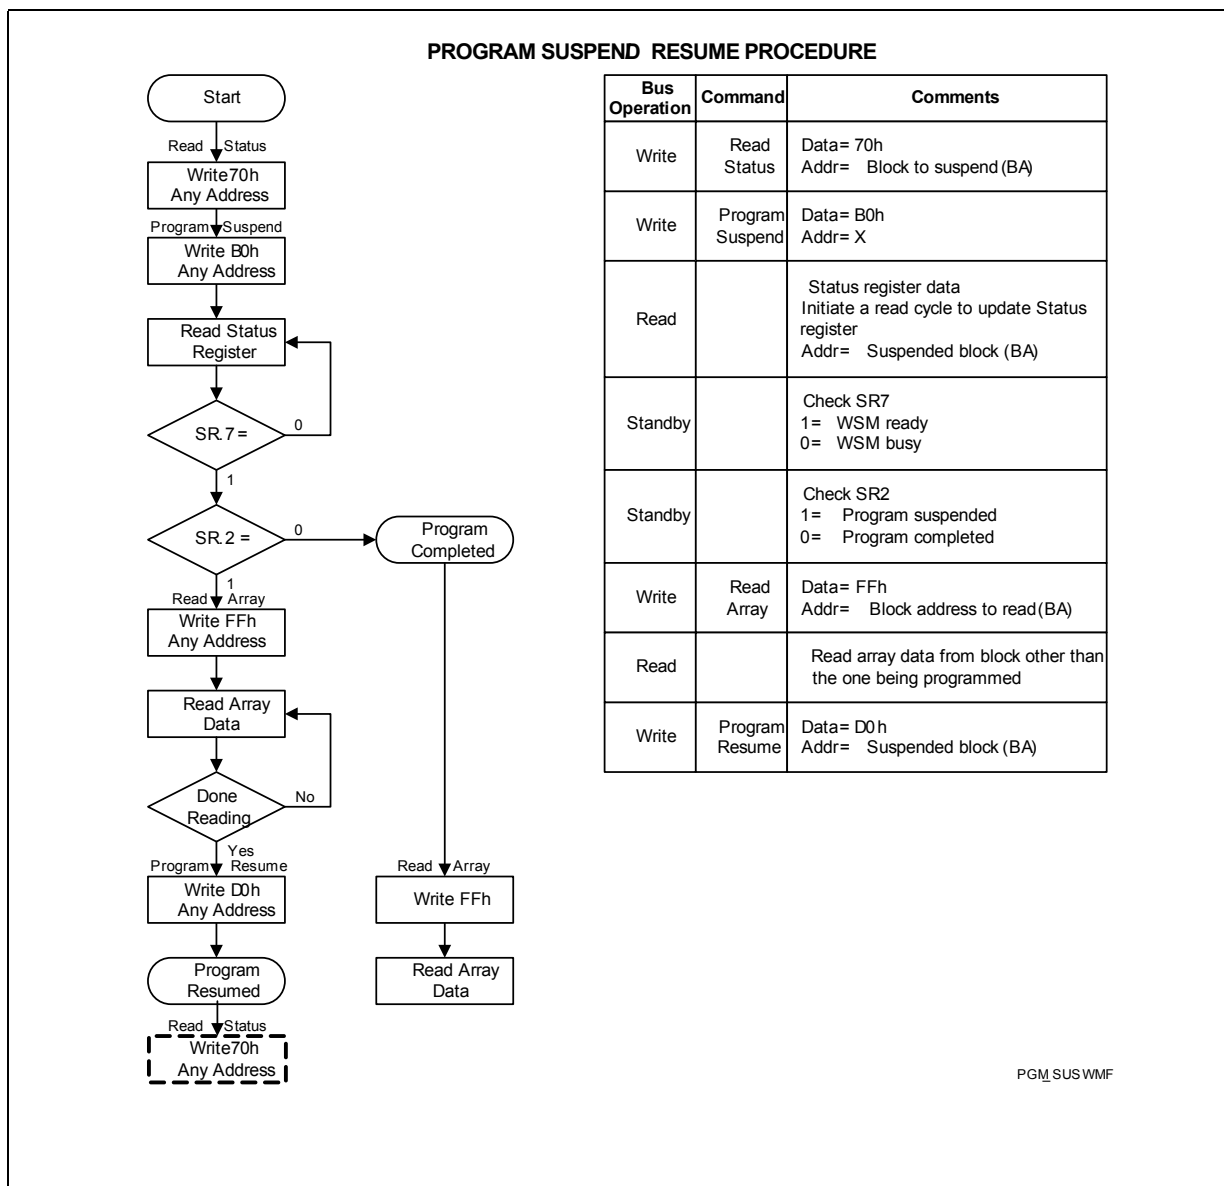 PROGRAM SUSPEND RESUME PROCEDURE
Start
Read Status
Write70h
Any Address
Program Suspend
Write B0h
Any Address
Read Status
Register
SR.7 =
0
1
SR.2 =
0
1
Program
Completed
Read Array
Write FFh
Any Address
Read Array
Data
Done
Reading
No
Yes
Program Resume
Write D0h
Any Address
Program
Resumed
Read Status
Write70h
Any Address
Read Array
Write FFh
Read Array
Data
Bus
Operation
Command
Comments
Write
Read
Status
Data= 70h
Addr= Block to suspend (BA)
Write
Program
Suspend
Data= B0h
Addr= X
Read
Status register data
Initiate a read cycle to update Status
register
Addr= Suspended block (BA)
Standby
Check SR7
1= WSM ready
0= WSM busy
Standby
Check SR2
1= Program suspended
0= Program completed
Write
Read
Array
Data= FFh
Addr= Block address to read (BA)
Read
Read array data from block other than
the one being programmed
Write
Program
Resume
Data= D0h
Addr= Suspended block (BA)
PGM_SUS WMF